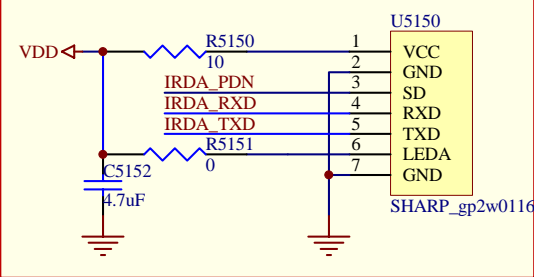 U5150
VDD
R5150
10
1
VCC
2
GND
IRDA_PDN
3
SD
IRDA_RXD
4
RXD
IRDA_TXD
5
TXD
R5151
0
6
LEDA
7
GND
C5152
4.7uF
SHARP_gp2w0116